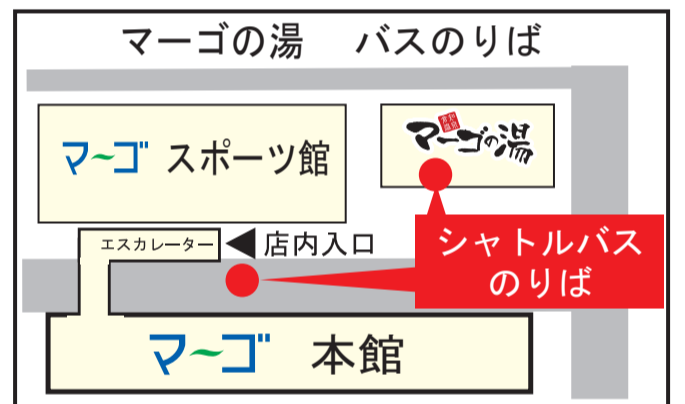 マーゴの湯 バスのりば
マ〜ゴ スポーツ館
マーゴの湯
エスカレーター
店内入口
シャトルバス
のりば
マ〜ゴ 本館